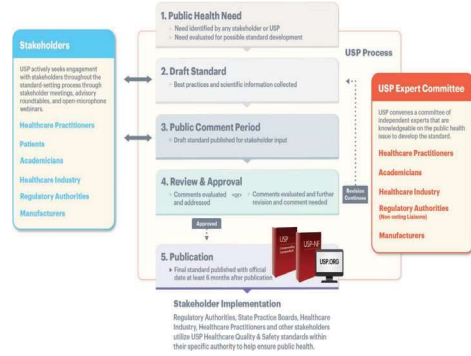 1. Public Health Need
Need identified by any stakeholder or USP
Need evaluated for possible standard development
USP Process
Stakeholders
USP actively seeks engagement
with stakeholders throughout the
standard-setting process through
stakeholder meetings, advisory
roundtables, and open-microphone
webinars.
Healthcare Practitioners
Patients
Academicians
Healthcare Industry
Regulatory Authorities
Manufacturers
2. Draft Standard
Best practices and scientific information collected
3. Public Comment Period
Draft standard published for stakeholder input
4. Review & Approval
Comments evaluated
and addressed
-or-
Comments evaluated and further
revision and comment needed
Revision
Continues
Approved
5. Publication
Final standard published with official
date at least 6 months after publication
USP
USP-NF
USP.ORG
USP Expert Committee
USP convenes a committee of
independent experts that are
knowledgeable on the public health
issue to develop the standard.
Healthcare Practitioners
Academicians
Healthcare Industry
Regulatory Authorities
(Non-voting Liaisons)
Manufacturers
Stakeholder Implementation
Regulatory Authorities, State Practice Boards, Healthcare
Industry, Healthcare Practitioners and other stakeholders
utilize USP Healthcare Quality & Safety standards within
their specific authority to help ensure public health.